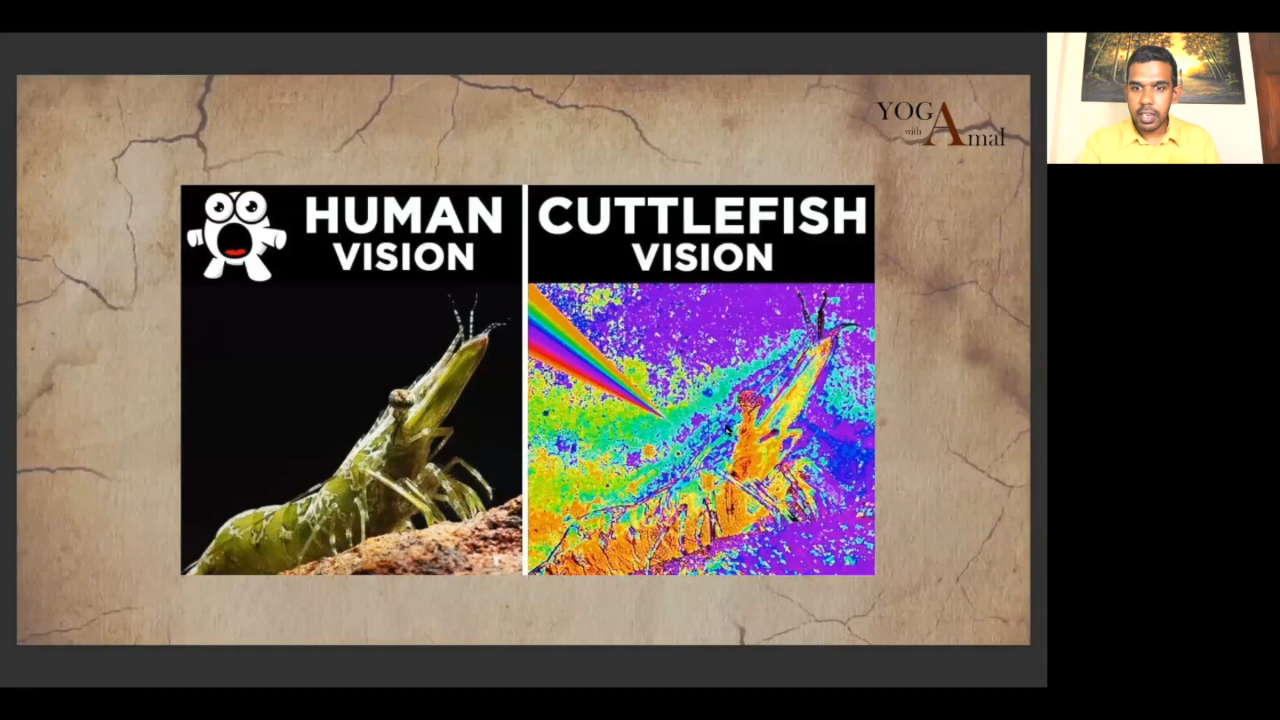 YOGA
with Amal
HUMAN
VISION
CUTTLEFISH
VISION